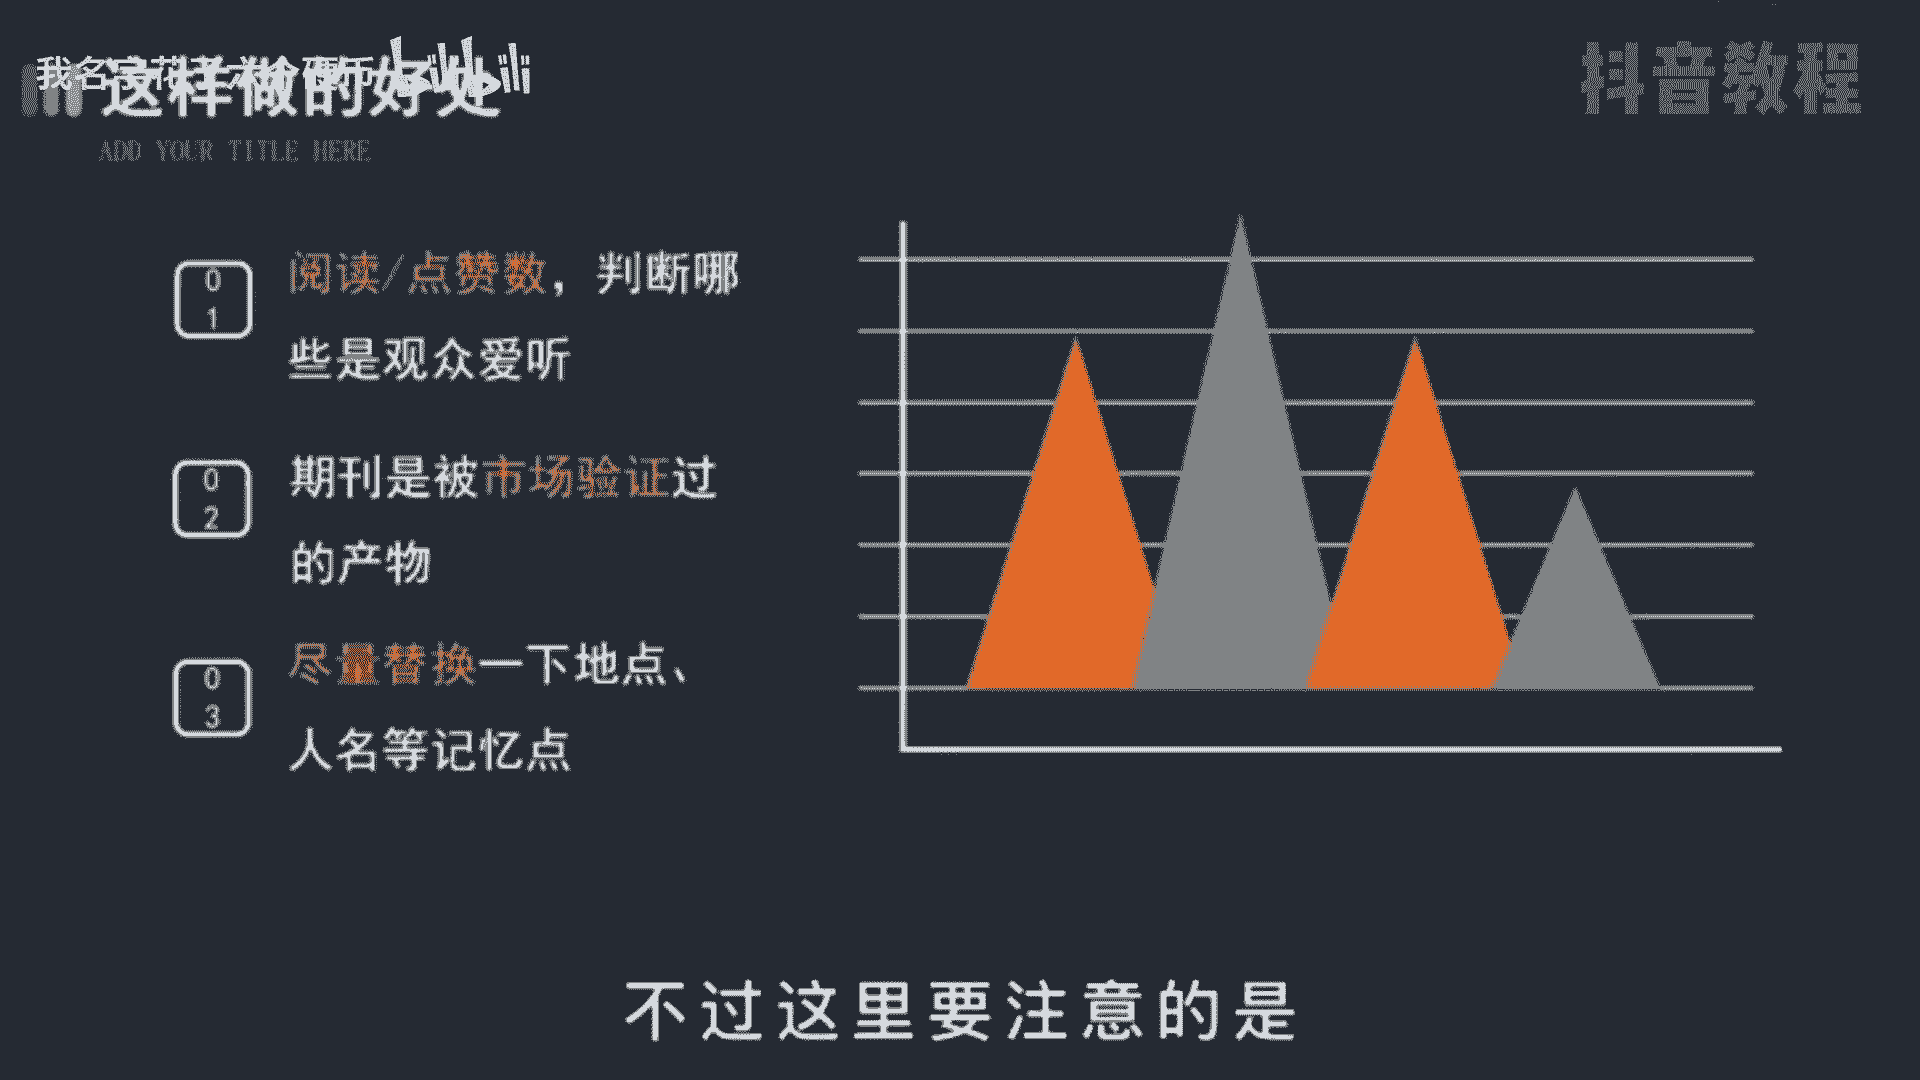 这样做的好处
bilibili
抖音教程
ADD YOUR TITLE HERE
01
阅读/点赞数，判断哪
些是观众爱听
02
期刊是被市场验证过
的产物
03
尽量替换一下地点、
人名等记忆点
不过这里要注意的是